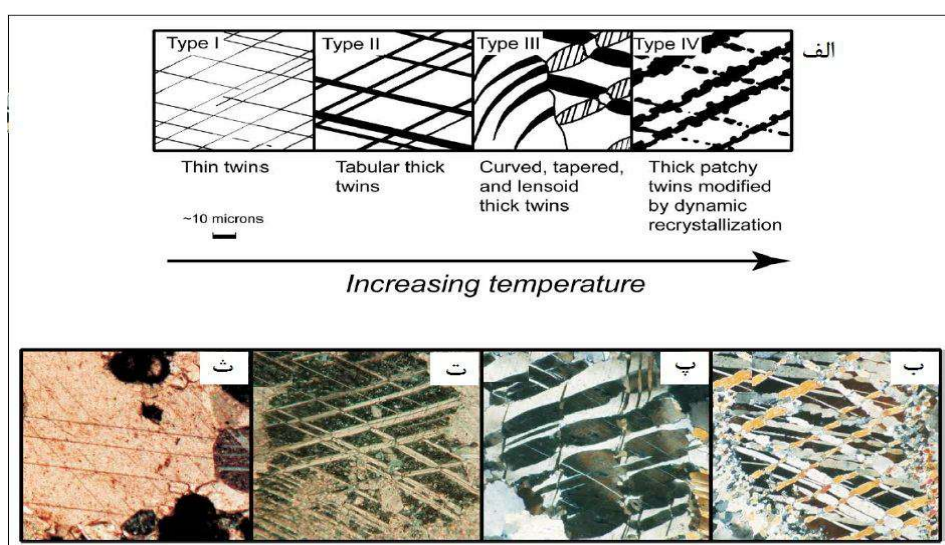 Type I
Type II
Type III
Type IV
الف
Thin twins
Tabular thick
twins
Curved, tapered,
and lensoid
thick twins
Thick patchy
twins modified
by dynamic
recrystallization
~10 microns
Increasing temperature
ث
ت
پ
ب